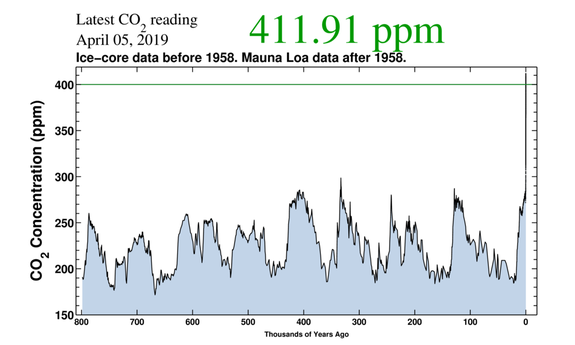 Latest CO2 reading
April 05, 2019
411.91 ppm
Ice-core data before 1958. Mauna Loa data after 1958.
CO2 Concentration (ppm)
400
350
300
250
200
150
800 700 600 500 400 300 200 100 0
Thousands of Years Ago